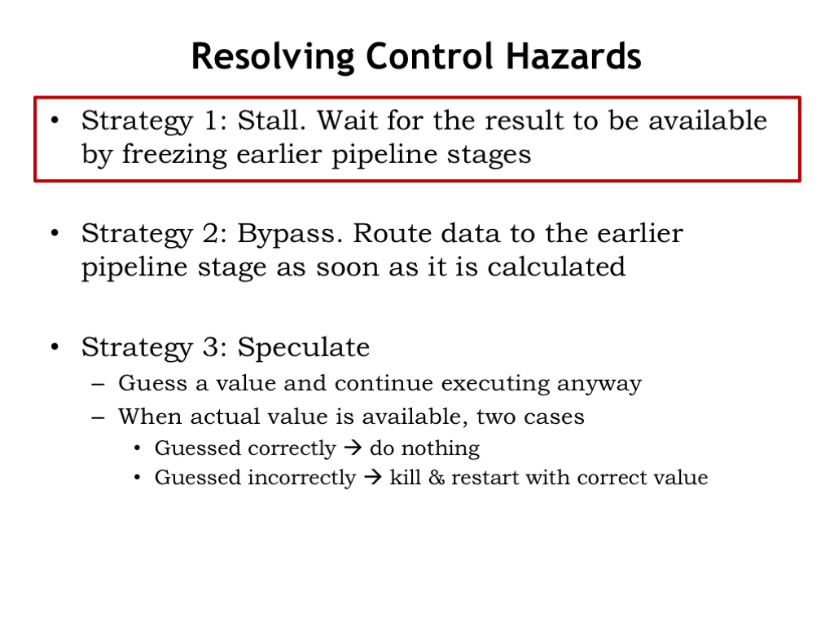 Resolving Control Hazards
• Strategy 1: Stall. Wait for the result to be available
by freezing earlier pipeline stages
• Strategy 2: Bypass. Route data to the earlier
pipeline stage as soon as it is calculated
• Strategy 3: Speculate
– Guess a value and continue executing anyway
– When actual value is available, two cases
• Guessed correctly → do nothing
• Guessed incorrectly → kill & restart with correct value